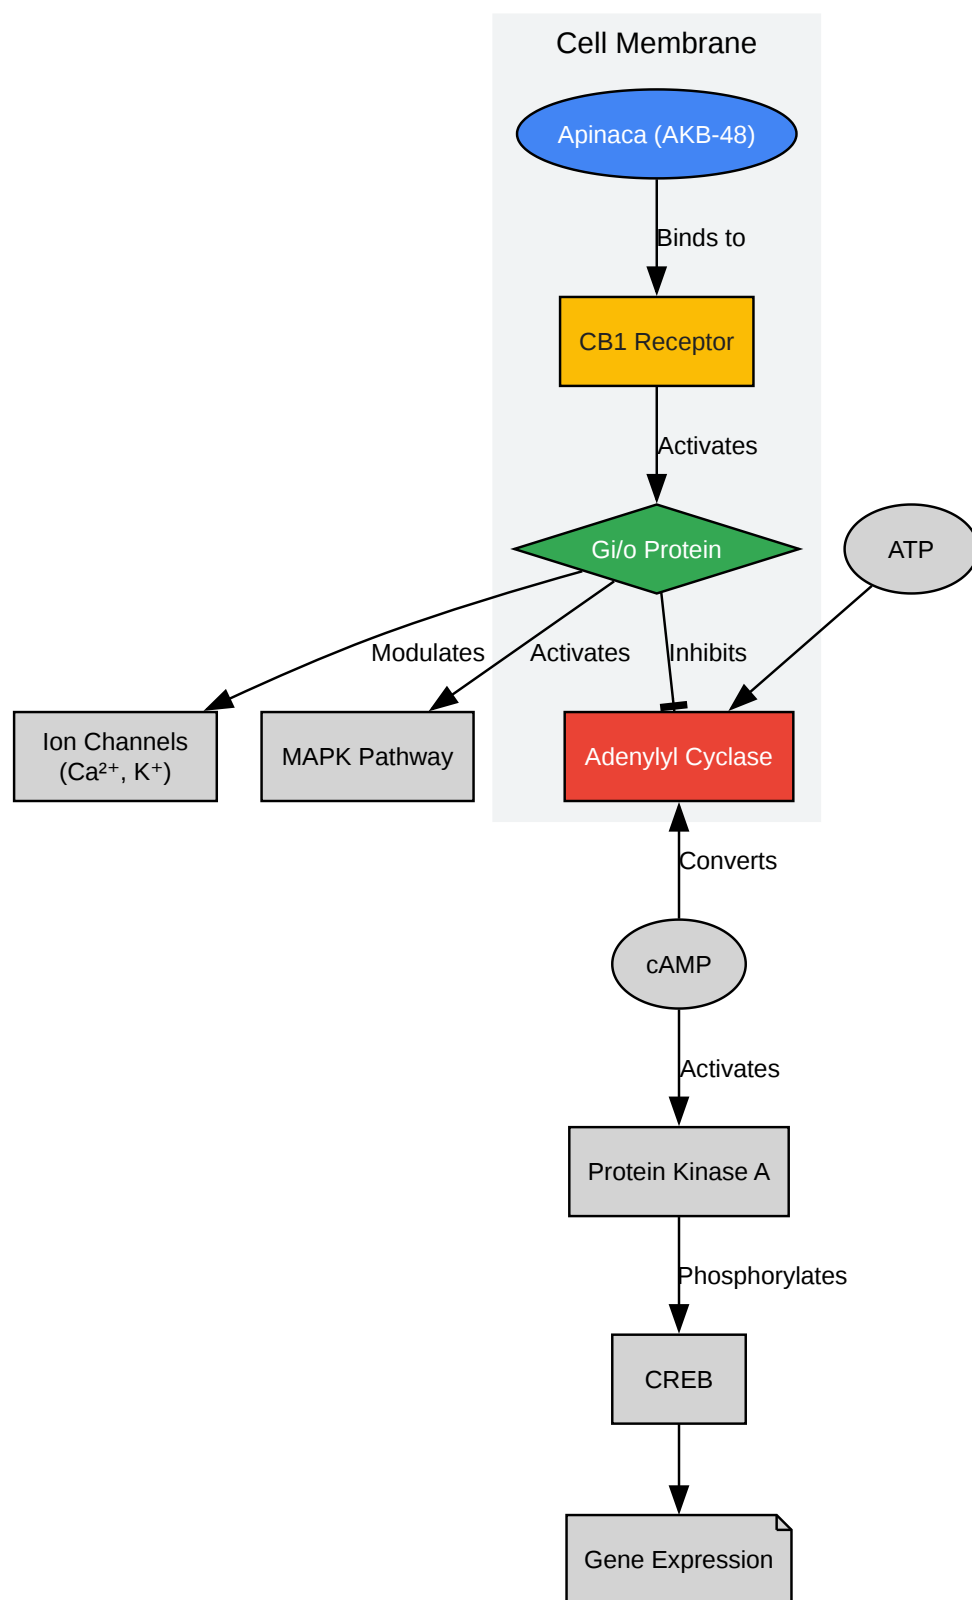 Cell Membrane
Apinaca (AKB-48)
Binds to
CB1 Receptor
Activates
Gi/o Protein
ATP
Modulates
Activates
Inhibits
Ion Channels
(Ca²⁺, K⁺)
MAPK Pathway
Adenylyl Cyclase
Converts
cAMP
Activates
Protein Kinase A
Phosphorylates
CREB
Gene Expression